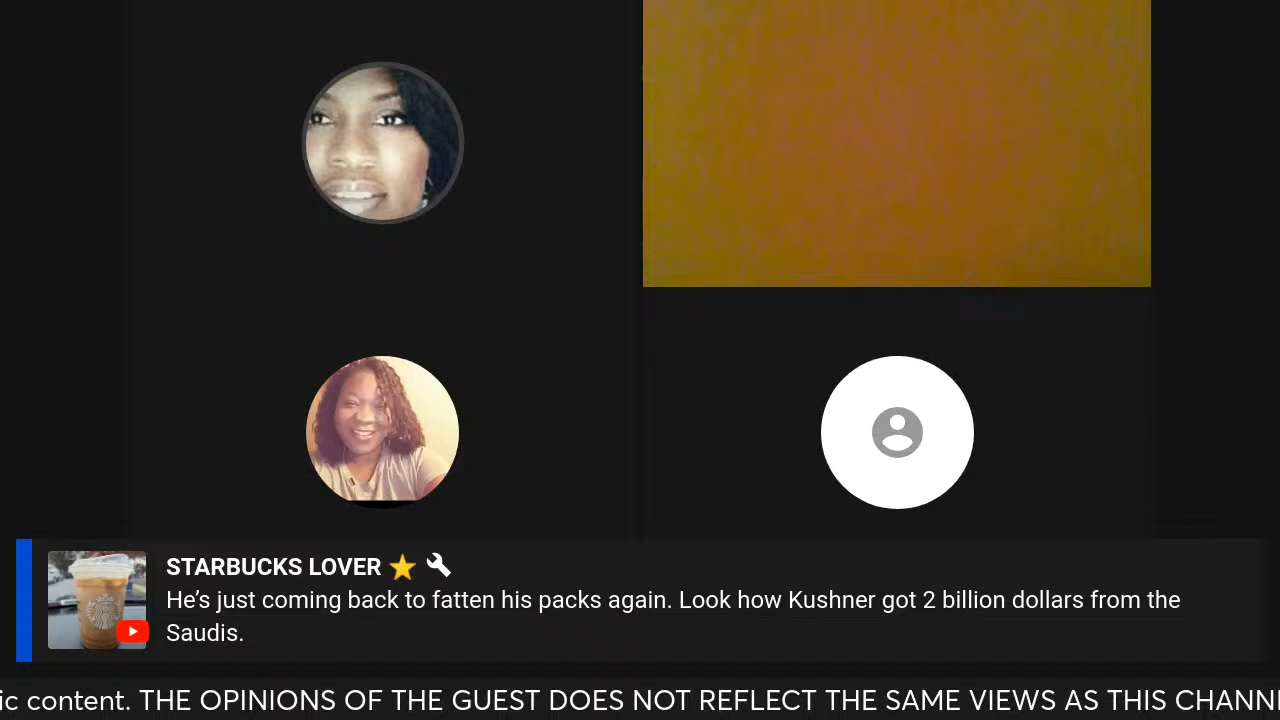 STARBUCKS LOVER
He’s just coming back to fatten his packs again. Look how Kushner got 2 billion dollars from the
Saudis.
ic content. THE OPINIONS OF THE GUEST DOES NOT REFLECT THE SAME VIEWS AS THIS CHANN